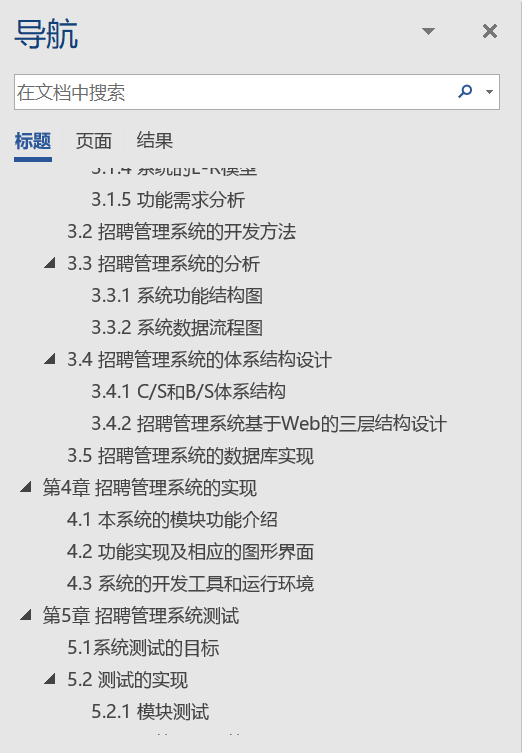 导航
在文档中搜索
标题 页面 结果
3.1.4 系统的E-R模型
3.1.5 功能需求分析
3.2 招聘管理系统的开发方法
3.3 招聘管理系统的分析
3.3.1 系统功能结构图
3.3.2 系统数据流程图
3.4 招聘管理系统的体系结构设计
3.4.1 C/S和B/S体系结构
3.4.2 招聘管理系统基于Web的三层结构设计
3.5 招聘管理系统的数据库实现
第4章 招聘管理系统的实现
4.1 本系统的模块功能介绍
4.2 功能实现及相应的图形界面
4.3 系统的开发工具和运行环境
第5章 招聘管理系统测试
5.1系统测试的目标
5.2 测试的实现
5.2.1 模块测试